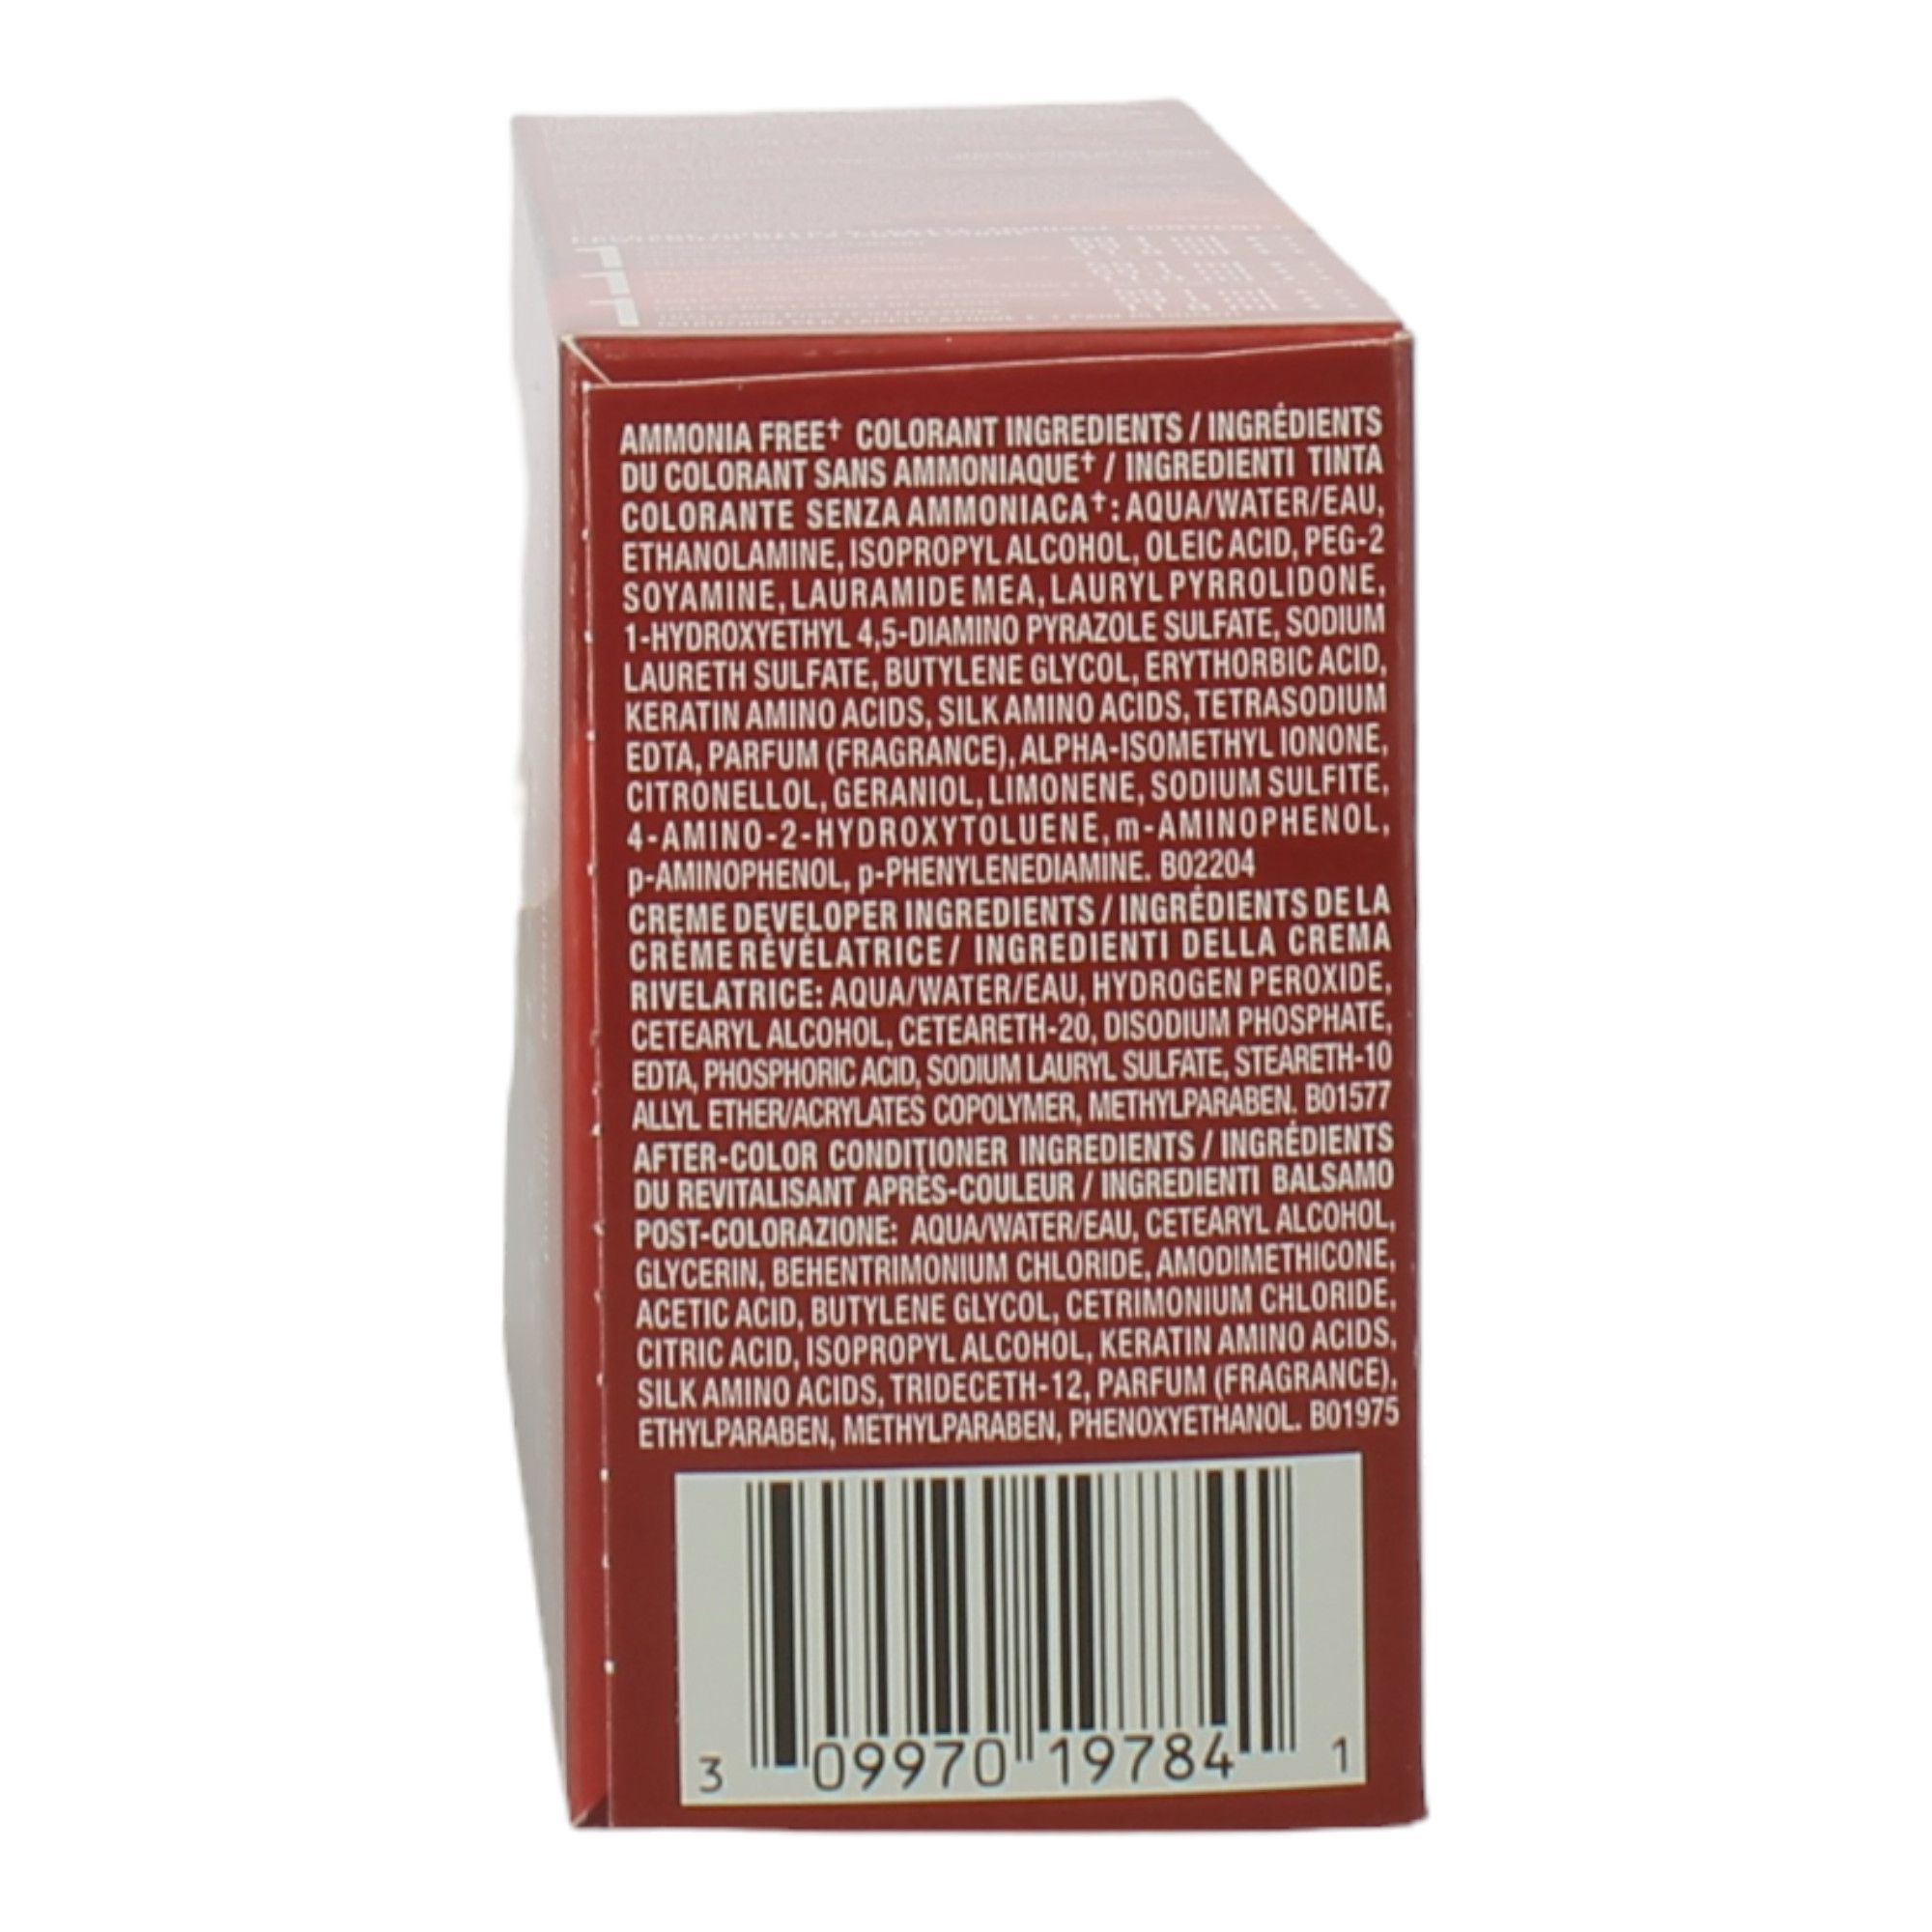 AMMONIA FREE† COLORANT INGREDIENTS / INGRÉDIENTS
DU COLORANT SANS AMMONIAQUE† / INGREDIENTI TINTA
COLORANTE SENZA AMMONIACA†: AQUA/WATER/EAU,
ETHANOLAMINE, ISOPROPYL ALCOHOL, OLEIC ACID, PEG-2
SOYAMINE, LAURAMIDE MEA, LAURYL PYRROLIDONE,
1-HYDROXYETHYL 4,5-DIAMINO PYRAZOLE SULFATE, SODIUM
LAURETH SULFATE, BUTYLENE GLYCOL, ERYTHORBIC ACID,
KERATIN AMINO ACIDS, SILK AMINO ACIDS, TETRASODIUM
EDTA, PARFUM (FRAGRANCE), ALPHA-ISOMETHYL IONONE,
CITRONELLOL, GERANIOL, LIMONENE, SODIUM SULFITE,
4-AMINO-2-HYDROXYTOLUENE, m-AMINOPHENOL,
p-AMINOPHENOL, p-PHENYLENEDIAMINE. B02204
CREME DEVELOPER INGREDIENTS / INGRÉDIENTS DE LA
CRÈME RÉVÉLATRICE / INGREDIENTI DELLA CREMA
RIVELATRICE: AQUA/WATER/EAU, HYDROGEN PEROXIDE,
CETEARYL ALCOHOL, CETEARETH-20, DISODIUM PHOSPHATE,
EDTA, PHOSPHORIC ACID, SODIUM LAURYL SULFATE, STEARETH-10
ALLYL ETHER/ACRYLATES COPOLYMER, METHYLPARABEN. B01577
AFTER-COLOR CONDITIONER INGREDIENTS / INGRÉDIENTS
DU REVITALISANT APRÈS-COULEUR / INGREDIENTI BALSAMO
POST-COLORAZIONE: AQUA/WATER/EAU, CETEARYL ALCOHOL,
GLYCERIN, BEHENTRIMONIUM CHLORIDE, AMODIMETHICONE,
ACETIC ACID, BUTYLENE GLYCOL, CETRIMONIUM CHLORIDE,
CITRIC ACID, ISOPROPYL ALCOHOL, KERATIN AMINO ACIDS,
SILK AMINO ACIDS, TRIDECETH-12, PARFUM (FRAGRANCE),
ETHYLPARABEN, METHYLPARABEN, PHENOXYETHANOL. B01975
3 09970 19784 1